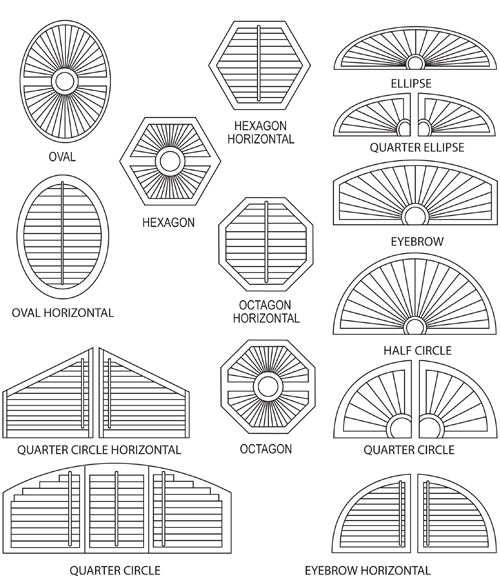 OVAL
HEXAGON
HORIZONTAL
ELLIPSE
QUARTER ELLIPSE
HEXAGON
EYEBROW
OVAL HORIZONTAL
OCTAGON
HORIZONTAL
HALF CIRCLE
QUARTER CIRCLE HORIZONTAL
OCTAGON
QUARTER CIRCLE
QUARTER CIRCLE
EYEBROW HORIZONTAL